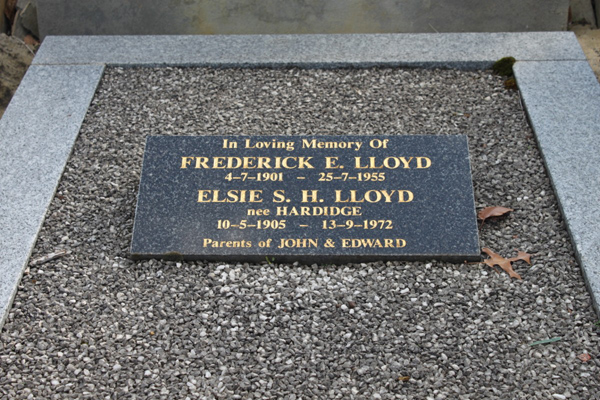 In Loving Memory Of
FREDERICK E. LLOYD
4-7-1901 - 25-7-1955
ELSIE S. H. LLOYD
nee HARDIDGE
10-5-1905 - 13-9-1972
Parents of JOHN & EDWARD